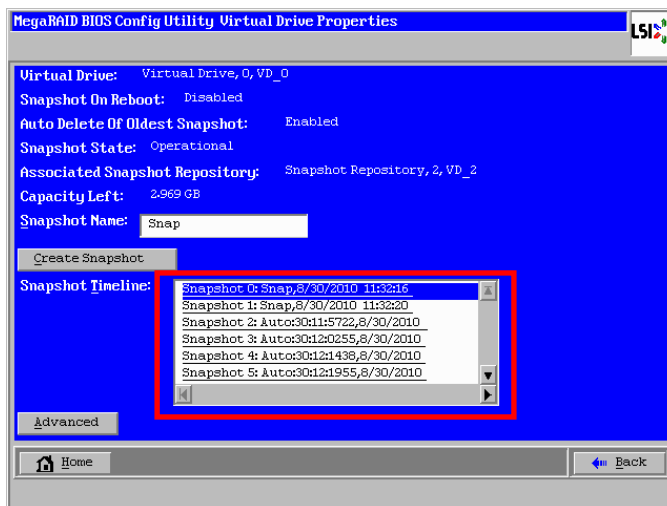 MegaRAID BIOS Config Utility Virtual Drive Properties
LSI
Virtual Drive: Virtual Drive, 0, VD_0
Snapshot On Reboot: Disabled
Auto Delete Of Oldest Snapshot: Enabled
Snapshot State: Operational
Associated Snapshot Repository: Snapshot Repository, 2, VD_2
Capacity Left: 2.969 GB
Snapshot Name: Snap
Create Snapshot
Snapshot Timeline:
Snapshot 0: Snap,8/30/2010 11:32:16
Snapshot 1: Snap,8/30/2010 11:32:20
Snapshot 2: Auto:30:11:5722,8/30/2010
Snapshot 3: Auto:30:12:0255,8/30/2010
Snapshot 4: Auto:30:12:1438,8/30/2010
Snapshot 5: Auto:30:12:1955,8/30/2010
Advanced
Home
Back